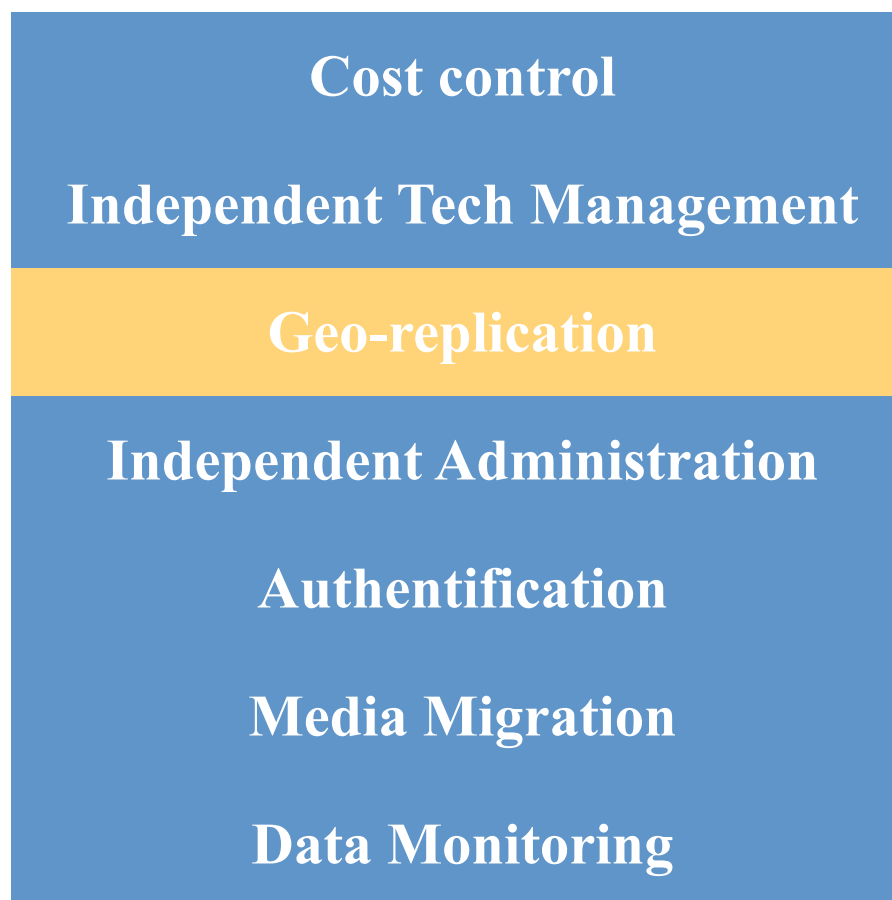 Cost control
Independent Tech Management
Geo-replication
Independent Administration
Authentification
Media Migration
Data Monitoring